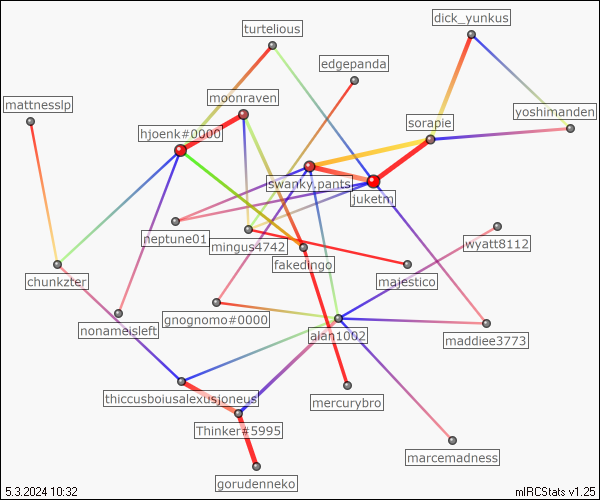 dick_yunkus
turtelious
edgepanda
moonraven
mattnesslp
yoshimanden
sorapie
hjoenk#0000
swanky.pants.
juketm
neptune01
wyatt8112
mingus4742
fakedingo
chunkzter
majestico
gnognomo#0000
nonameisleft
alan1002
maddiee3773
thiccusboiusalexusjoneus
mercurybro
Thinker#5995
marcemadness
gorudenneko
5.3.2024 10:32
mIRCStats v1.25